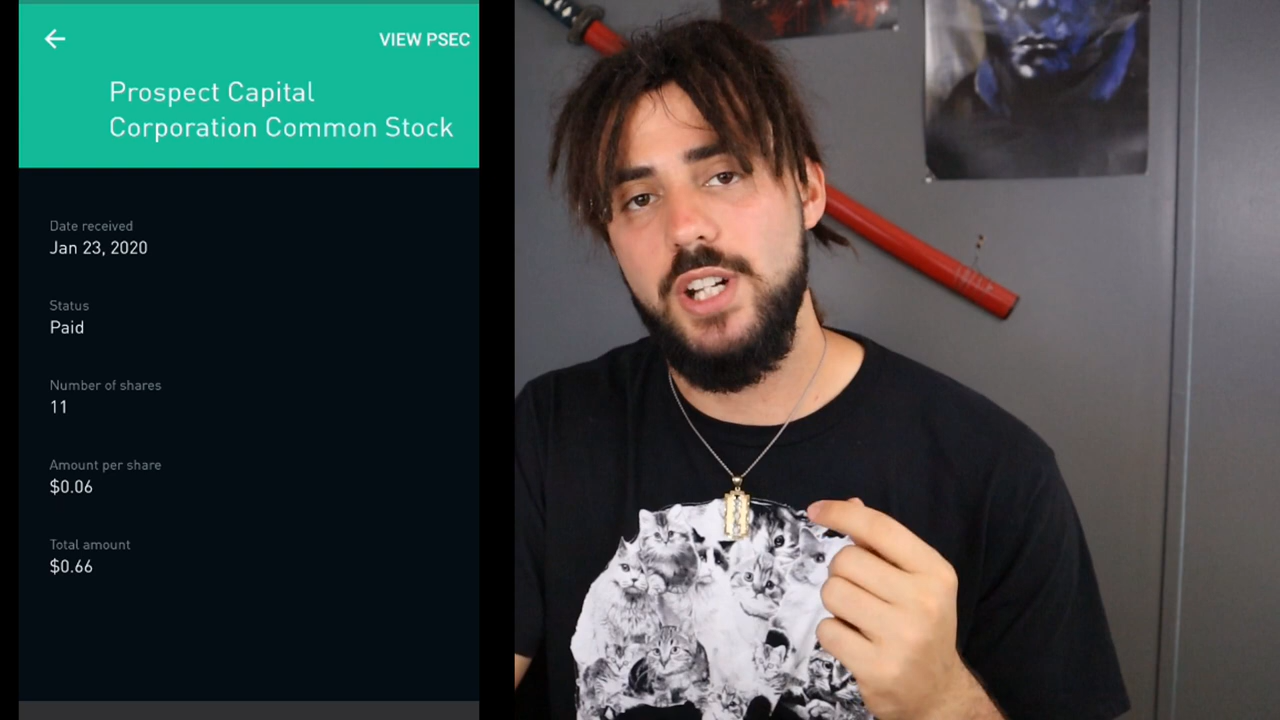 VIEW PSEC
Prospect Capital
Corporation Common Stock
Date received
Jan 23, 2020
Status
Paid
Number of shares
11
Amount per share
$0.06
Total amount
$0.66